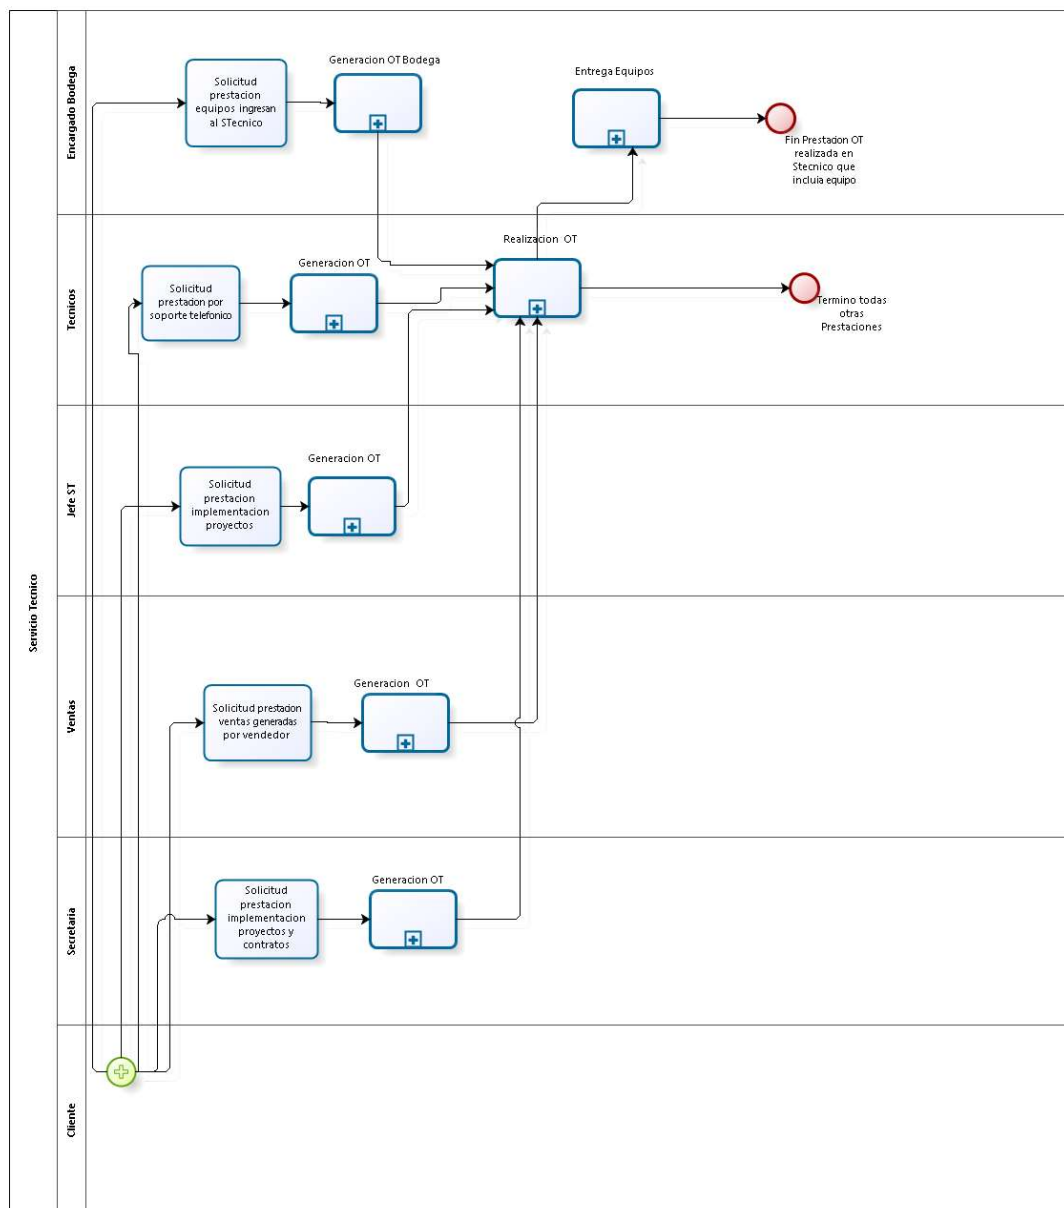 Servicio Tecnico
Encargado Bodega
Solicitud
prestacion
equipos ingresan
al STecnico
Generacion OT Bodega
Entrega Equipos
Fin Prestacion OT
realizada en
Stecnico que
incluia equipo
Tecnicos
Solicitud
prestacion por
soporte telefonico
Generacion OT
Realizacion OT
Termino todas
otras
Prestaciones
Jefe ST
Solicitud
prestacion
implementacion
proyectos
Generacion OT
Ventas
Solicitud prestacion
ventas generadas
por vendedor
Generacion OT
Secretaria
Solicitud
prestacion
implementacion
proyectos y
contratos
Generacion OT
Cliente